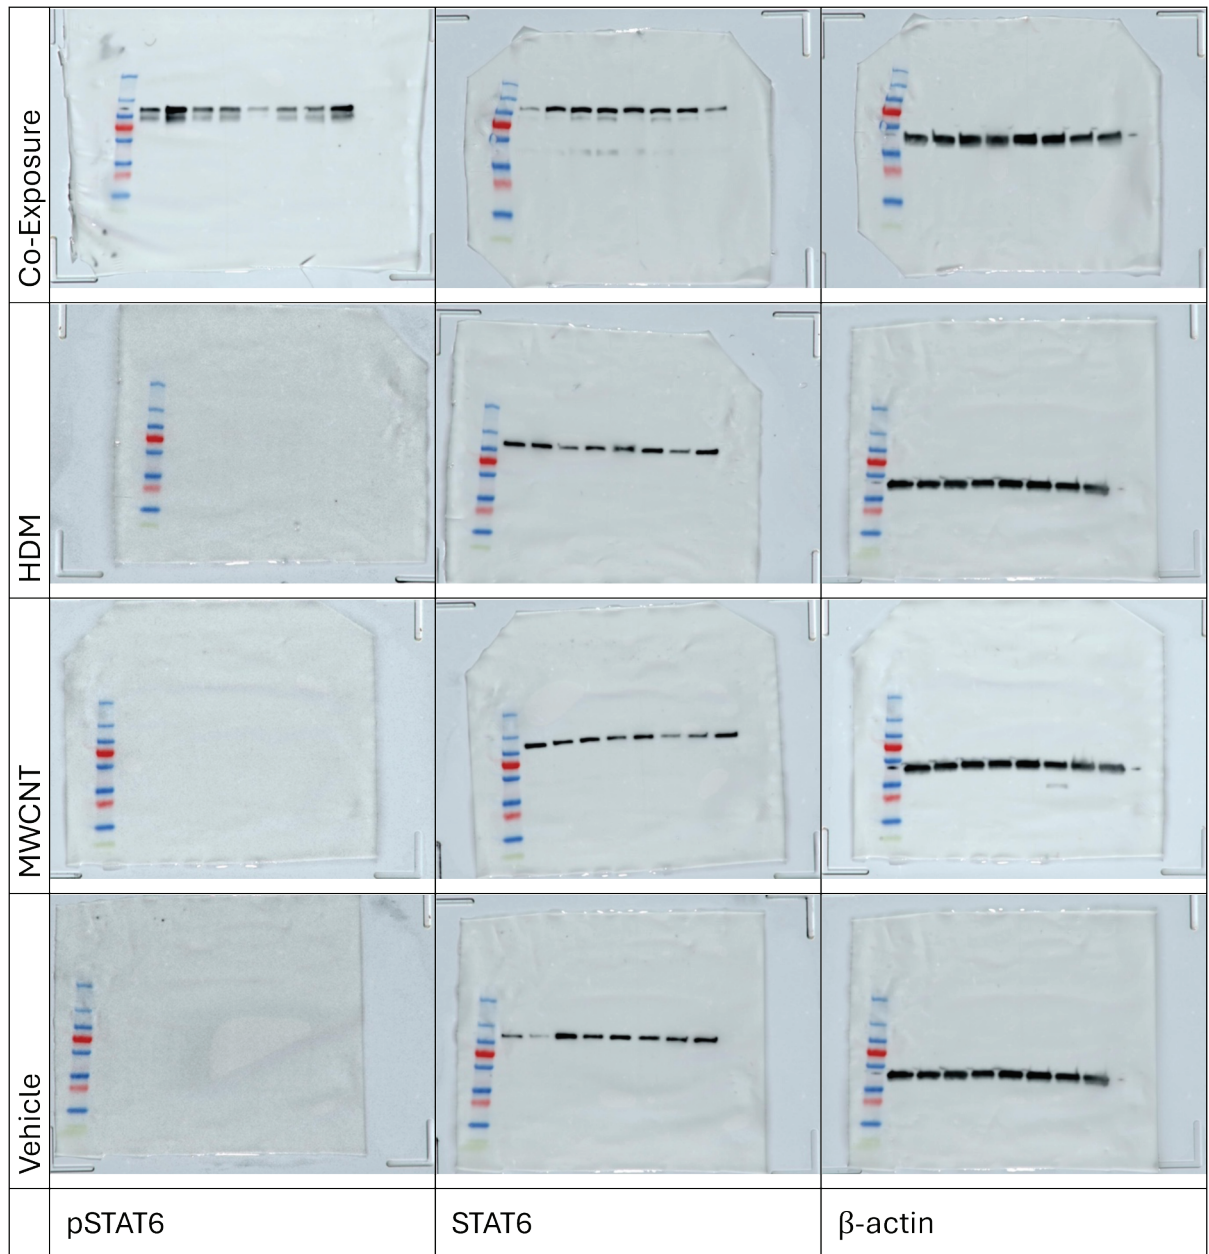 Co-Exposure
HDM
MWCNT
Vehicle
pSTAT6
STAT6
β-actin